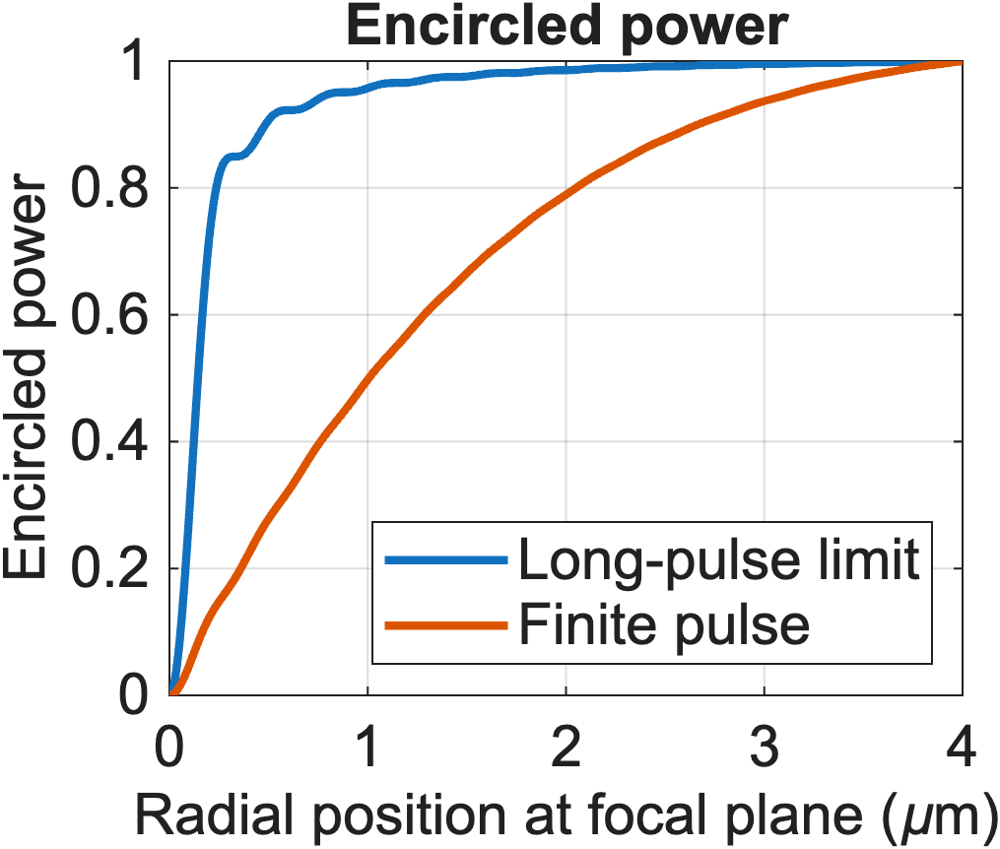 Encircled power
1
0.8
0.6
0.4
0.2
0
Encircled power
Long-pulse limit
Finite pulse
0 1 2 3 4
Radial position at focal plane (μm)